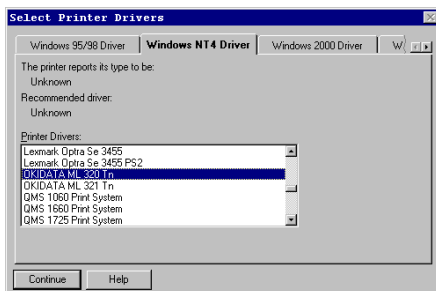 Select Printer Drivers
Windows 95/98 Driver Windows NT4 Driver Windows 2000 Driver W
The printer reports its type to be:
Unknown
Recommended driver:
Unknown
Printer Drivers:
Lexmark Optra Se 3455
Lexmark Optra Se 3455 PS2
OKIDATA ML 320 Tn
OKIDATA ML 321 Tn
QMS 1060 Print System
QMS 1660 Print System
QMS 1725 Print System
Continue Help